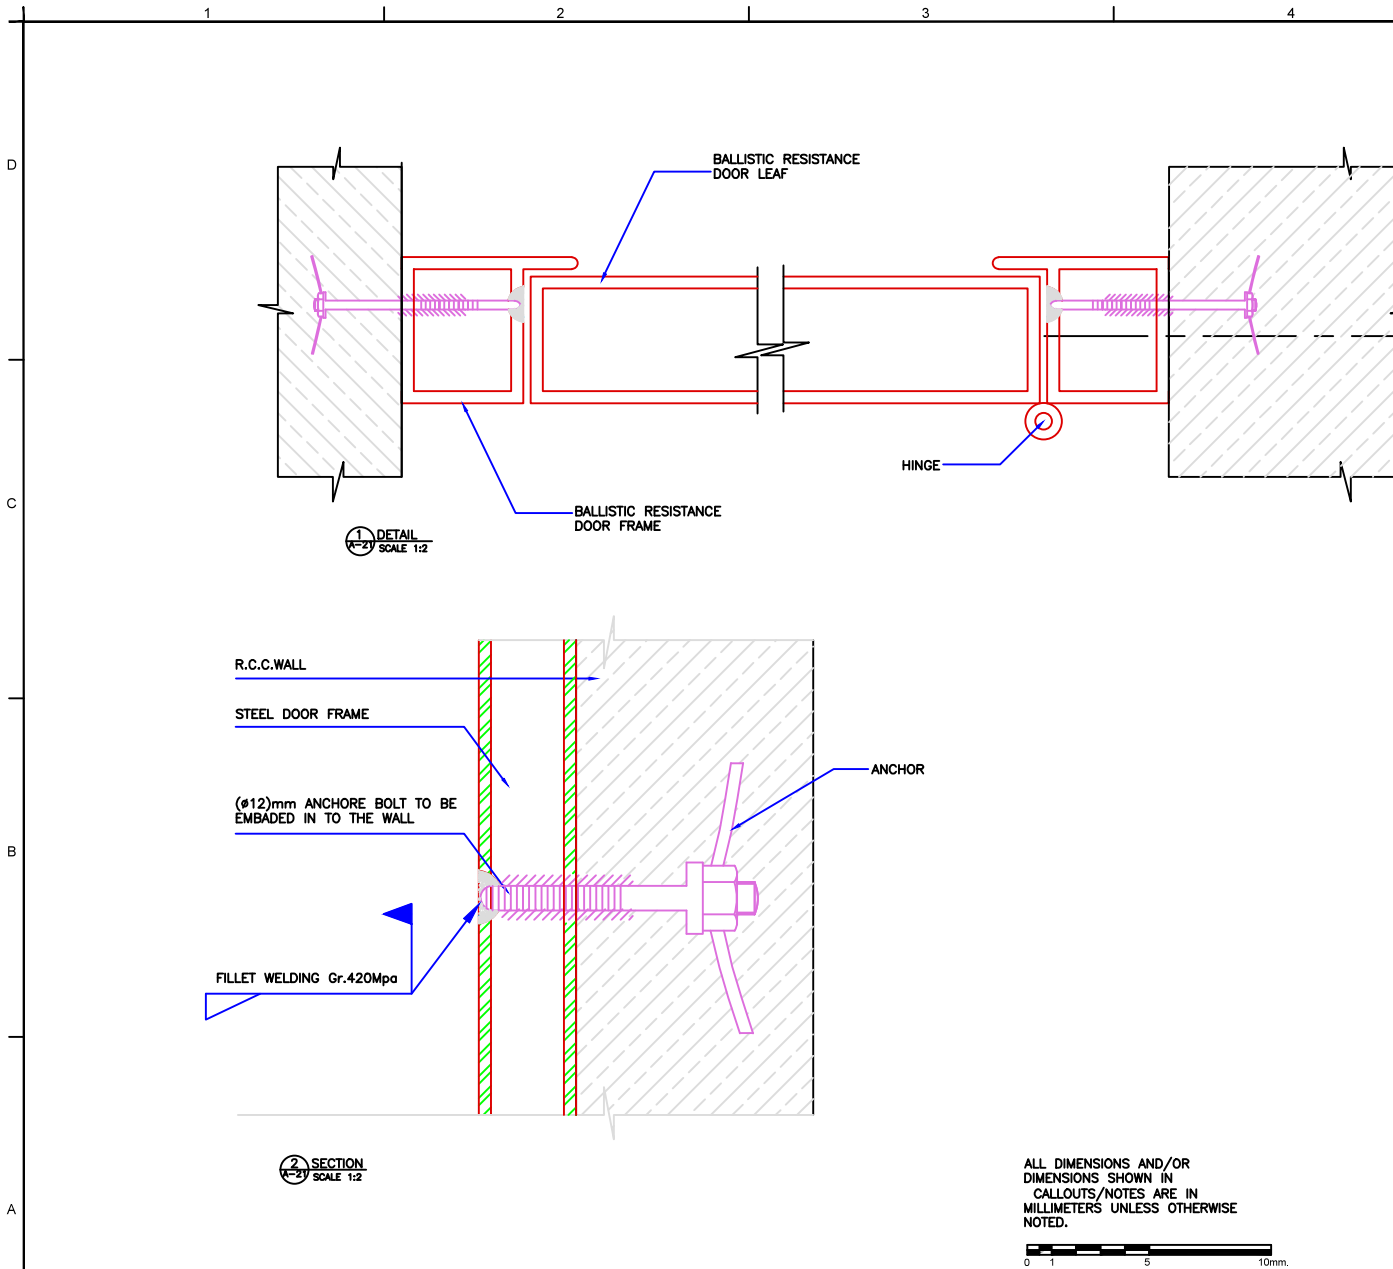 1 2 3 4
D
BALLISTIC RESISTANCE
DOOR LEAF
HINGE
C
BALLISTIC RESISTANCE
DOOR FRAME
1 DETAIL
A-21 SCALE 1:2
R.C.C.WALL
STEEL DOOR FRAME
ANCHOR
(ø12)mm ANCHORE BOLT TO BE
EMBADED IN TO THE WALL
B
FILLET WELDING Gr.420Mpa
2 SECTION
A-21 SCALE 1:2
ALL DIMENSIONS AND/OR
DIMENSIONS SHOWN IN
CALLOUTS/NOTES ARE IN
MILLIMETERS UNLESS OTHERWISE
NOTED.
A
0 1 5 10mm.